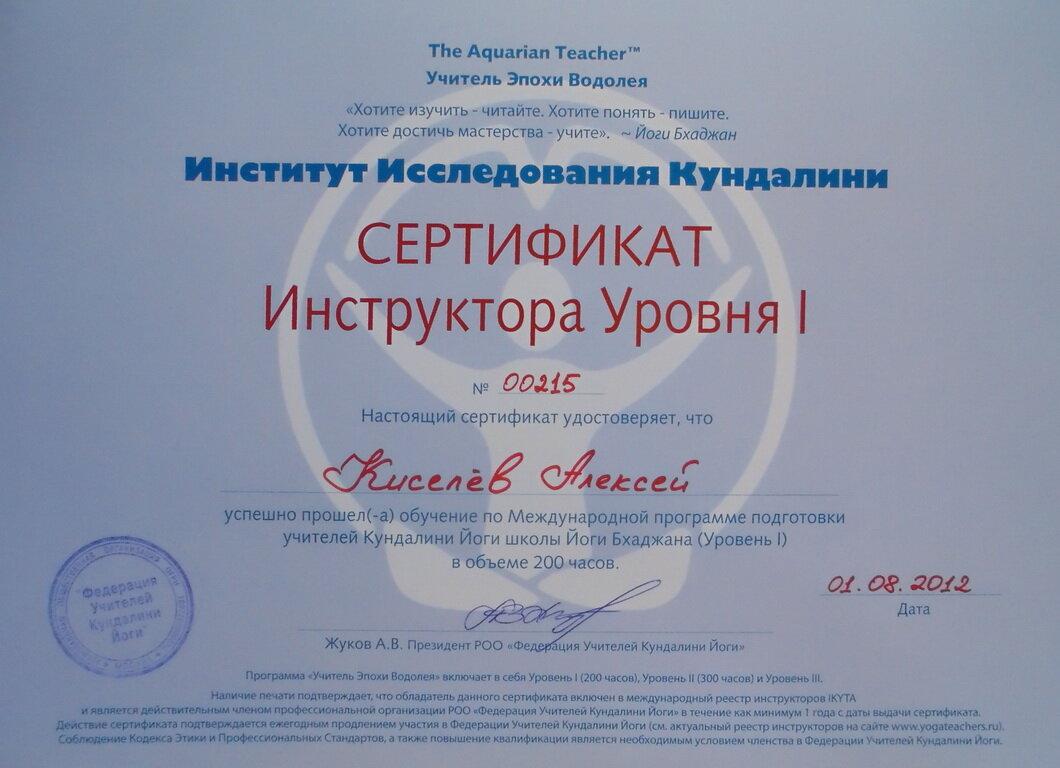 The Aquarian Teacher™
Учитель Эпохи Водолея
«Хотите изучить - читайте. Хотите понять - пишите.
Хотите достичь мастерства - учите». ~ Йоги Бхаджан
Институт Исследования Кундалини
СЕРТИФИКАТ
Инструктора Уровня I
№ 00215
Настоящий сертификат удостоверяет, что
Киселёв Алексей
успешно прошел(-а) обучение по Международной программе подготовки
учителей Кундалини Йоги школы Йоги Бхаджана (Уровень I)
в объеме 200 часов.
"Федерация
Учителей
Кундалини
Йоги"
01.08.2012
Дата
Жуков А.В. Президент РОО «Федерация Учителей Кундалини Йоги»
Программа «Учитель Эпохи Водолея» включает в себя Уровень I (200 часов), Уровень II (300 часов) и Уровень III.
Наличие печати подтверждает, что обладатель данного сертификата включен в международный реестр инструкторов IKYTA
и является действительным членом профессиональной организации РОО «Федерация Учителей Кундалини Йоги» в течение как минимум 1 года с даты выдачи сертификата.
Действие сертификата подтверждается ежегодным продлением участия в Федерации Учителей Кундалини Йоги (см. актуальный реестр инструкторов на сайте www.yogateachers.ru).
Соблюдение Кодекса Этики и Профессиональных Стандартов, а также повышение квалификации является необходимым условием членства в Федерации Учителей Кундалини Йоги.